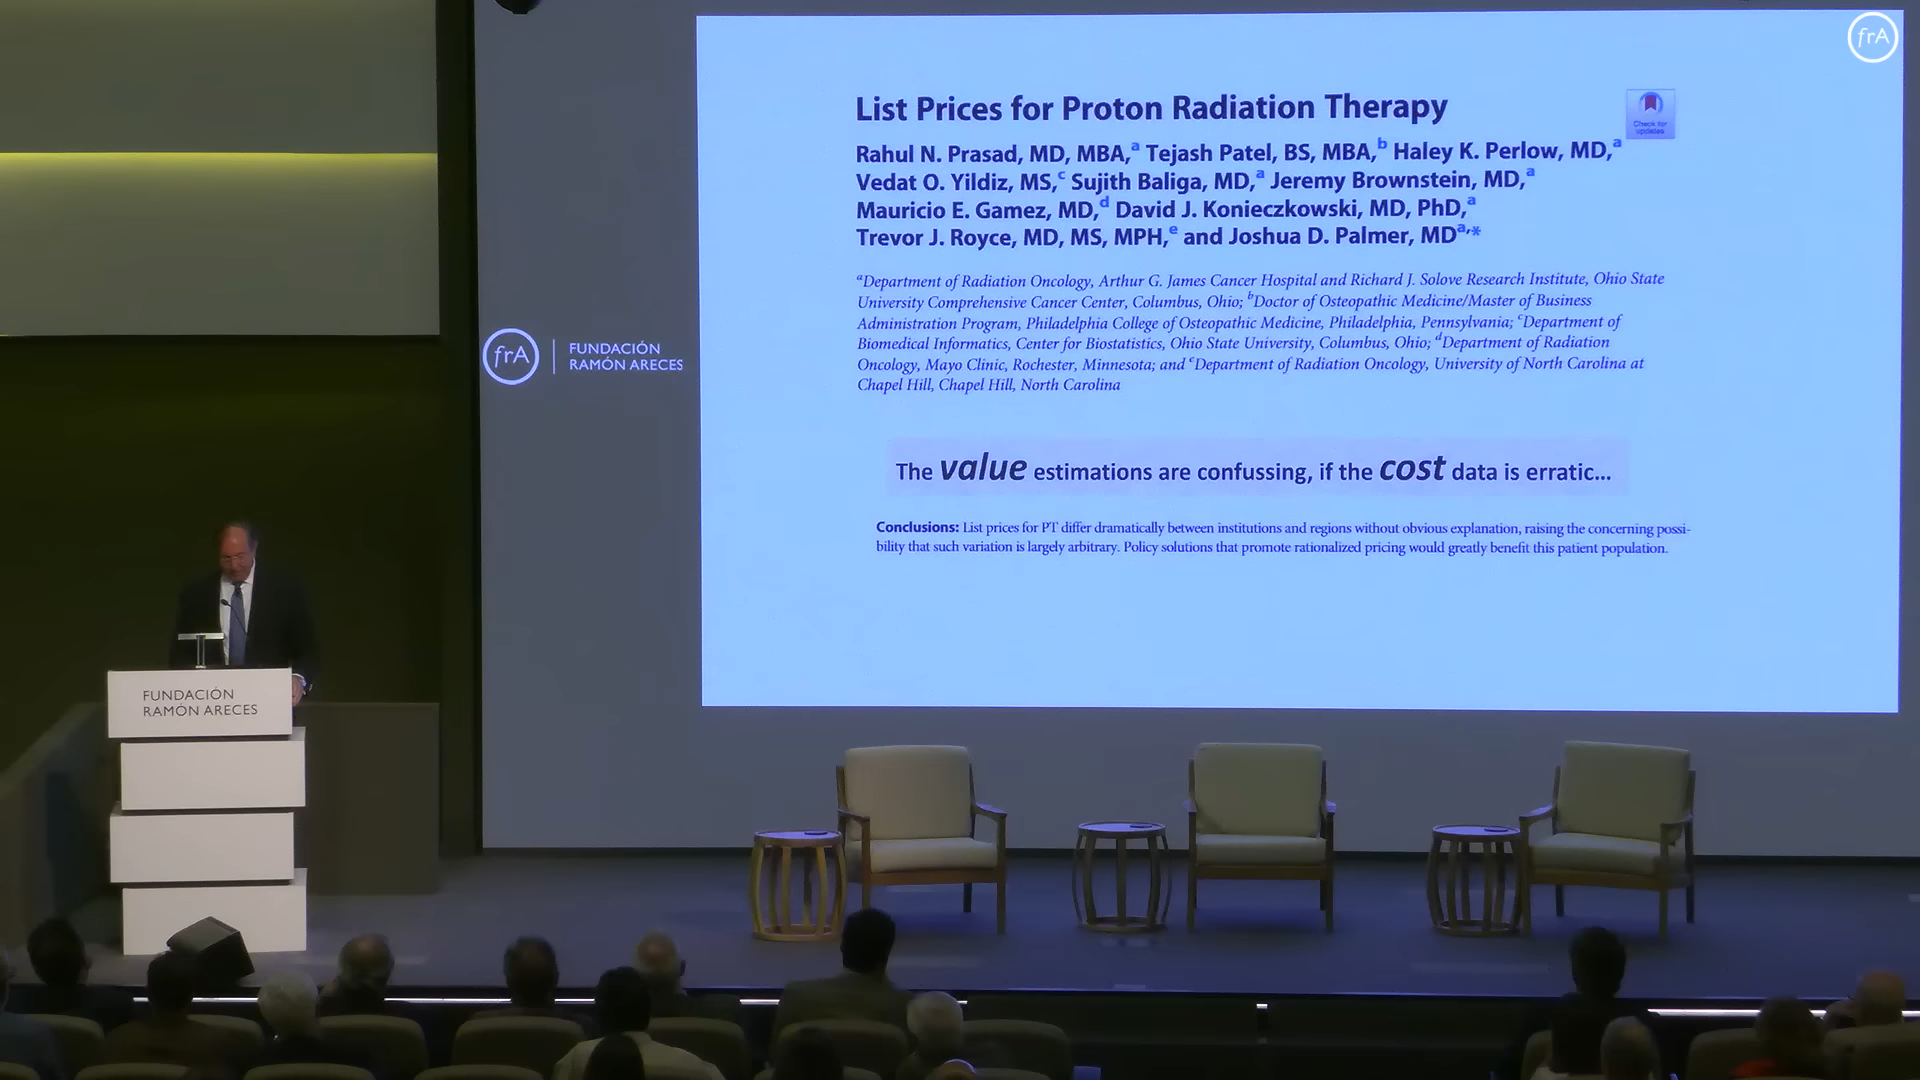 frA
List Prices for Proton Radiation Therapy
Check for
updates
Rahul N. Prasad, MD, MBA,a Tejash Patel, BS, MBA,b Haley K. Perlow, MD,a
Vedat O. Yildiz, MS,c Sujith Baliga, MD,a Jeremy Brownstein, MD,a
Mauricio E. Gamez, MD,d David J. Konieczkowski, MD, PhD,a
Trevor J. Royce, MD, MS, MPH,e and Joshua D. Palmer, MDa,*
aDepartment of Radiation Oncology, Arthur G. James Cancer Hospital and Richard J. Solove Research Institute, Ohio State
University Comprehensive Cancer Center, Columbus, Ohio; bDoctor of Osteopathic Medicine/Master of Business
Administration Program, Philadelphia College of Osteopathic Medicine, Philadelphia, Pennsylvania; cDepartment of
Biomedical Informatics, Center for Biostatistics, Ohio State University, Columbus, Ohio; dDepartment of Radiation
Oncology, Mayo Clinic, Rochester, Minnesota; and eDepartment of Radiation Oncology, University of North Carolina at
Chapel Hill, Chapel Hill, North Carolina
The value estimations are confussing, if the cost data is erratic...
Conclusions: List prices for PT differ dramatically between institutions and regions without obvious explanation, raising the concerning possi-
bility that such variation is largely arbitrary. Policy solutions that promote rationalized pricing would greatly benefit this patient population.
frA
FUNDACIÓN
RAMÓN ARECES
FUNDACIÓN
RAMÓN ARECES